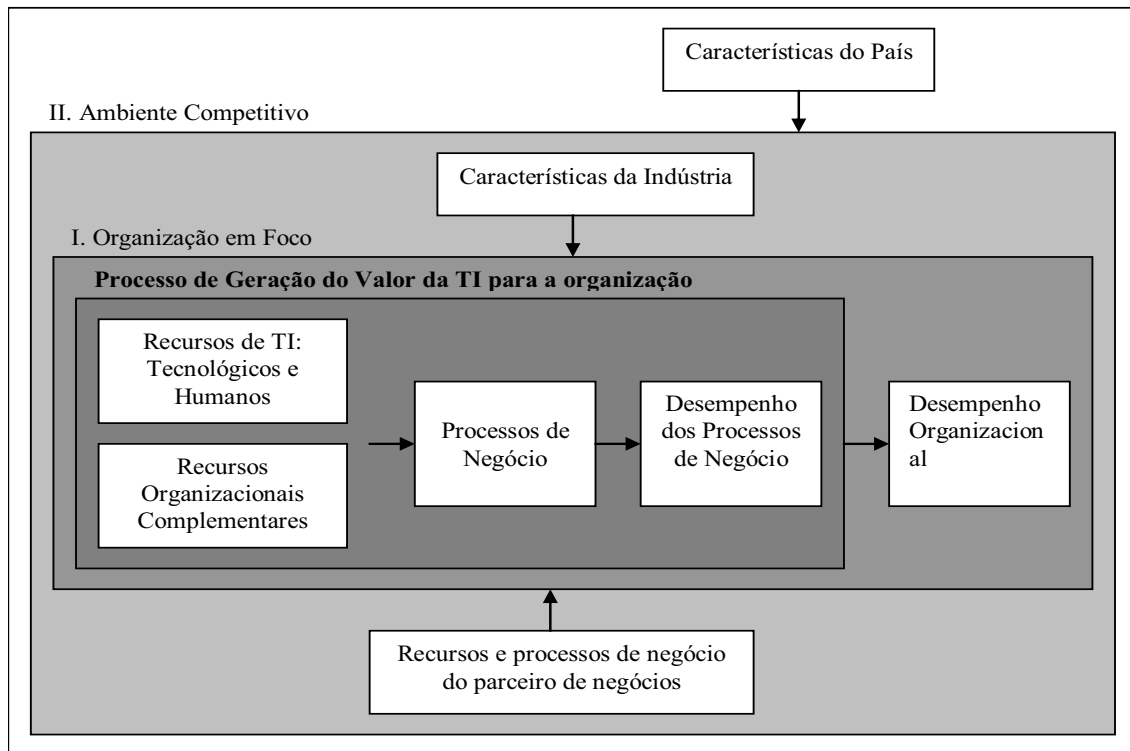 Características do País
II. Ambiente Competitivo
Características da Indústria
I. Organização em Foco
Processo de Geração do Valor da TI para a organização
Recursos de TI:
Tecnológicos e
Humanos
Recursos
Organizacionais
Complementares
Processos de
Negócio
Desempenho
dos Processos
de Negócio
Desempenho
Organizacion
al
Recursos e processos de negócio
do parceiro de negócios